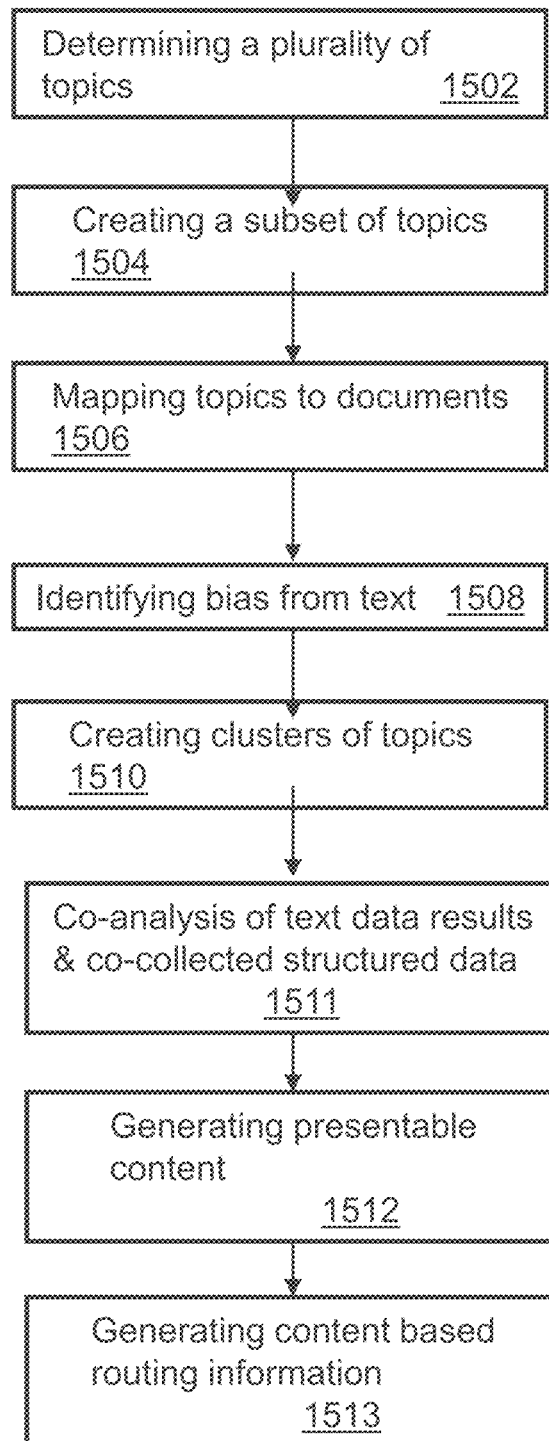 Determining a plurality of
topics 1502
Creating a subset of topics
1504
Mapping topics to documents
1506
Identifying bias from text 1508
Creating clusters of topics
1510
Co-analysis of text data results
& co-collected structured data
1511
Generating presentable
content
1512
Generating content based
routing information
1513